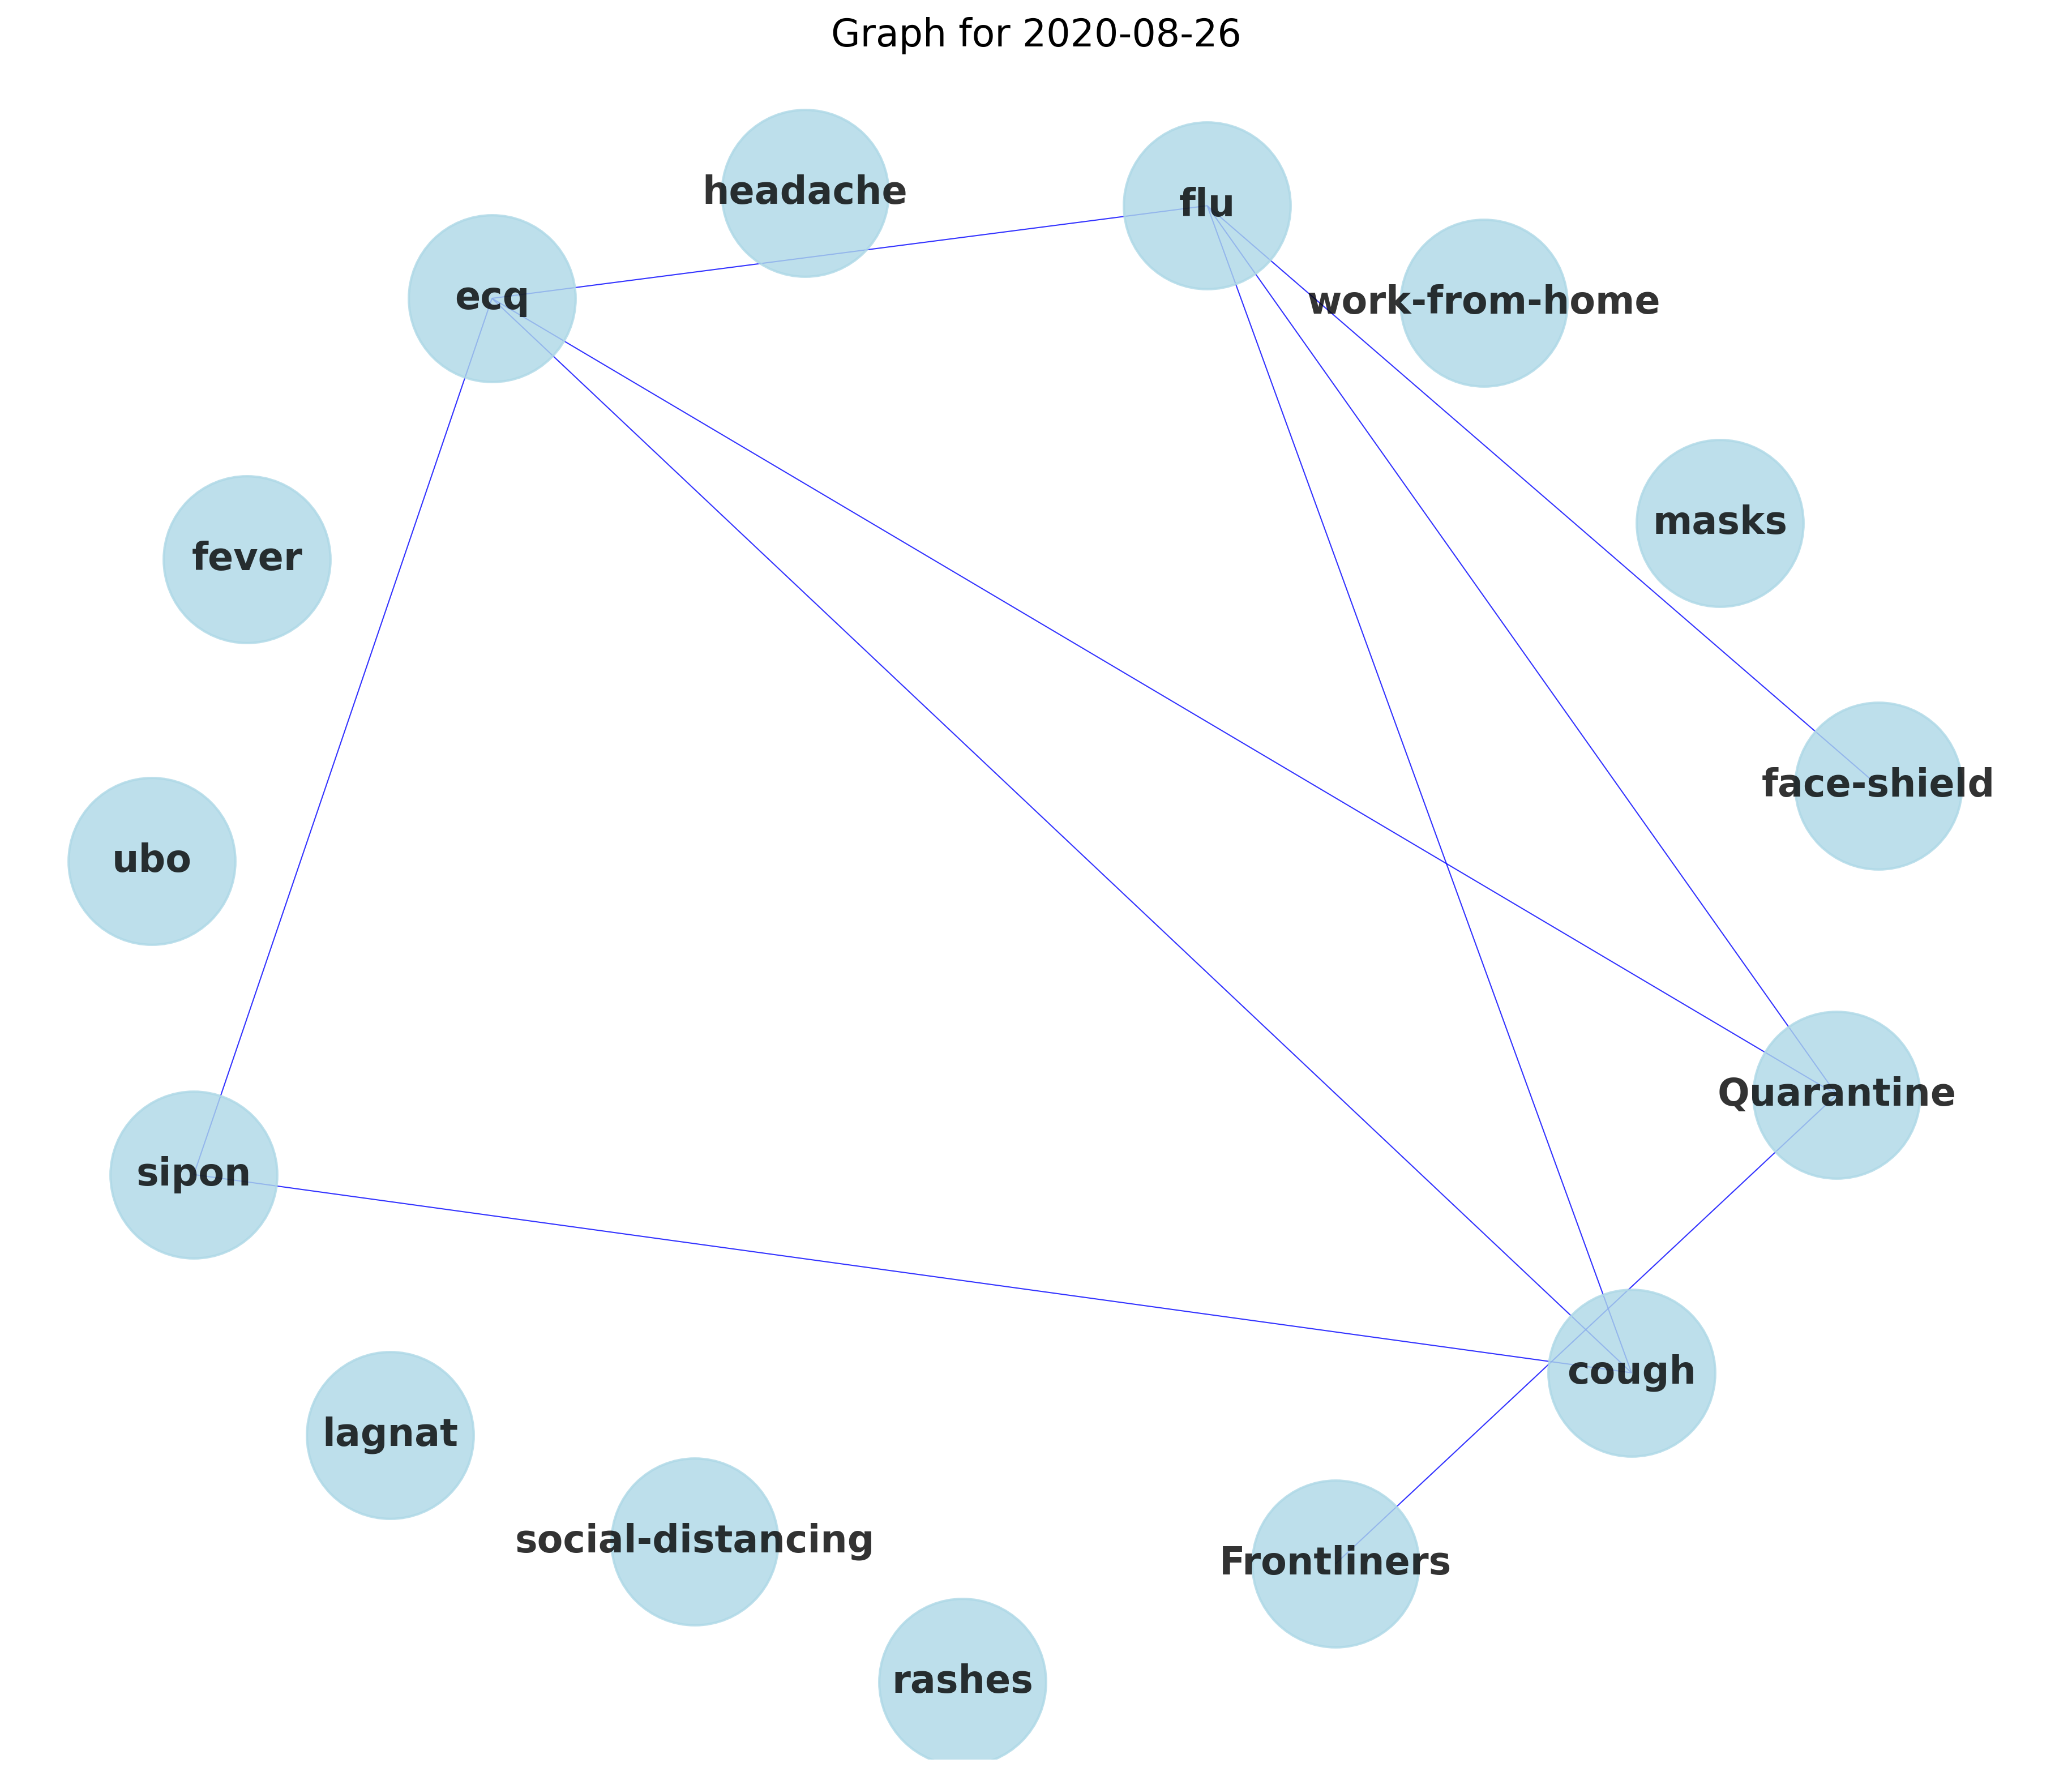 Graph for 2020-08-26
headache
flu
ecq
work-from-home
masks
fever
face-shield
ubo
Quarantine
sipon
cough
lagnat
social-distancing
Frontliners
rashes